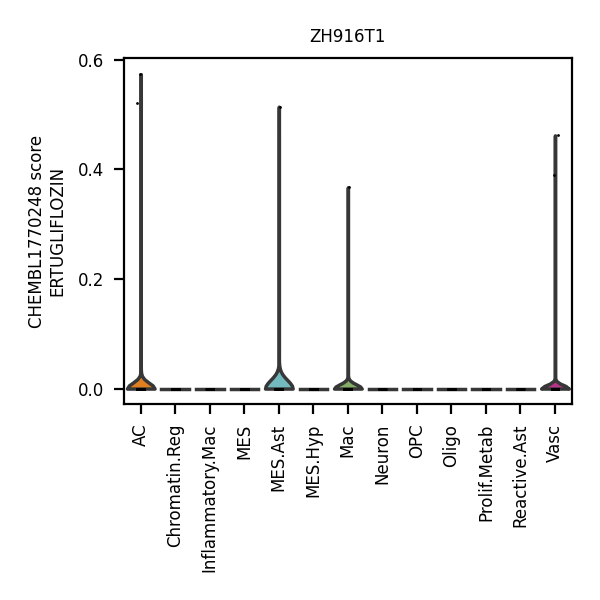 ZH916T1
CHEMBL1770248 score
ERTUGLIFLOZIN
0.6
0.4
0.2
0.0
AC
Chromatin.Reg
Inflammatory.Mac
MES
MES.Ast
MES.Hyp
Mac
Neuron
OPC
Oligo
Prolif.Metab
Reactive.Ast
Vasc